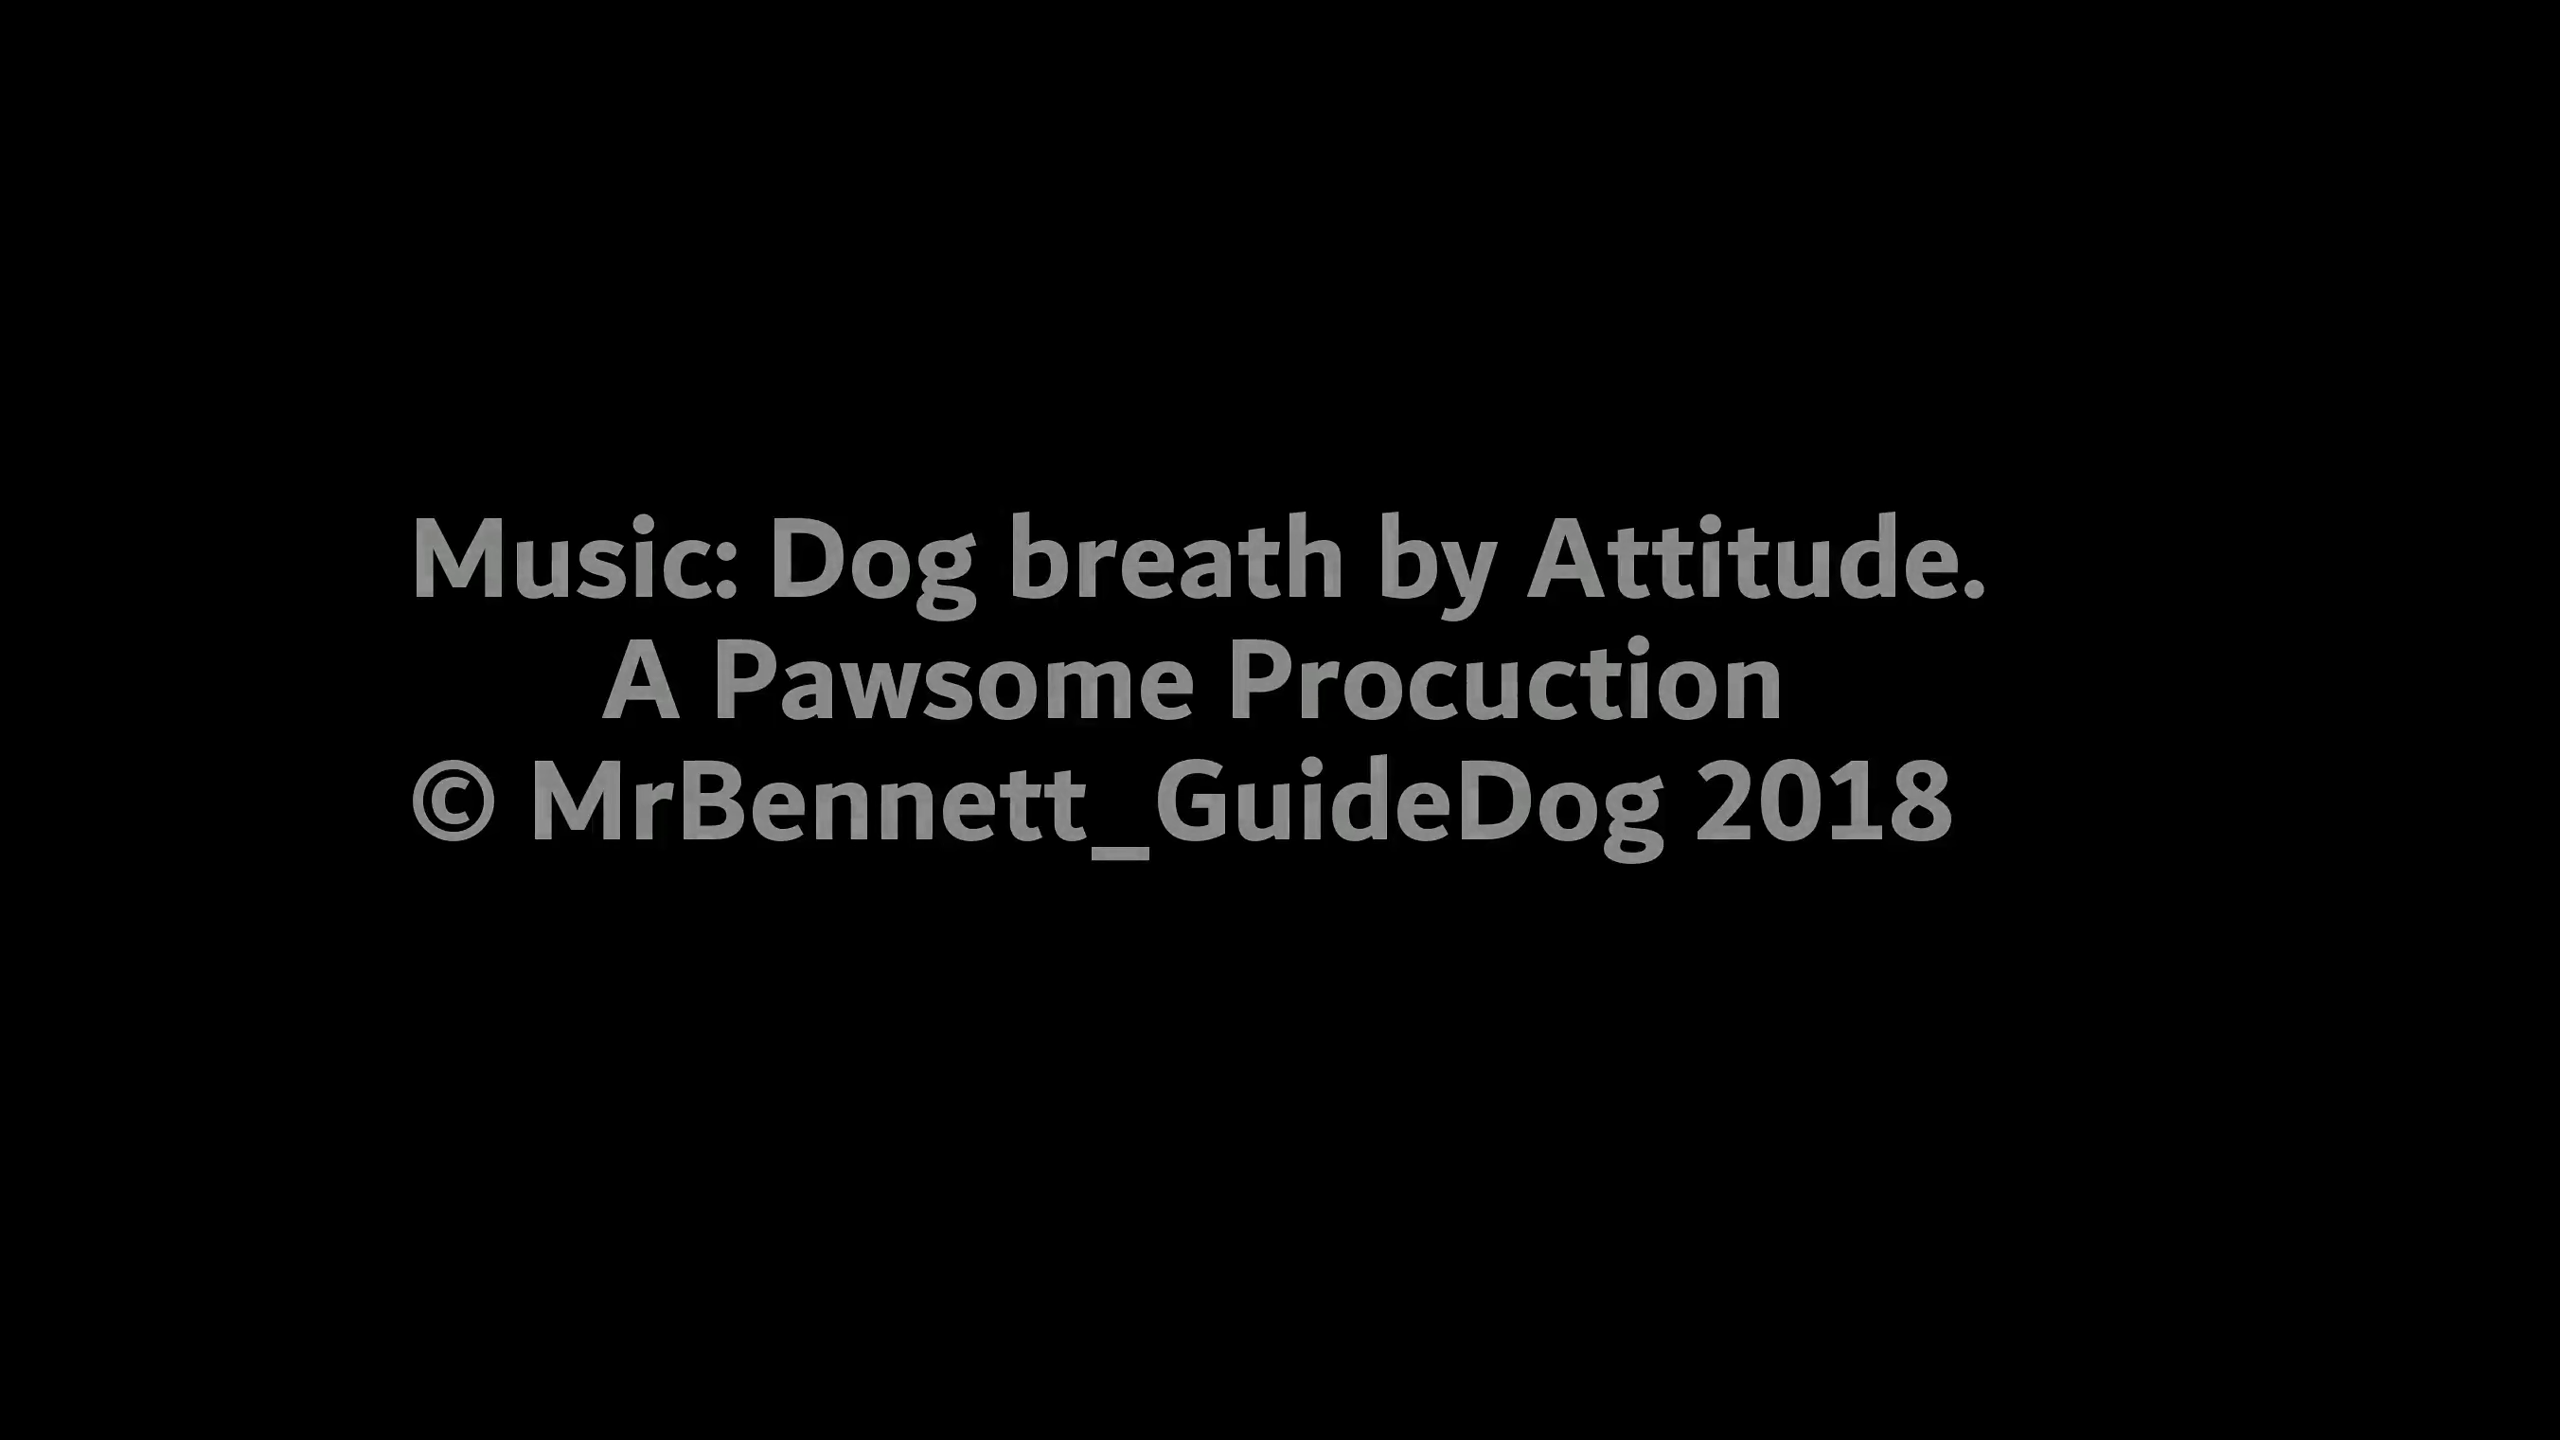 Music: Dog breath by Attitude.
A Pawsome Procuction
© MrBennett_GuideDog 2018